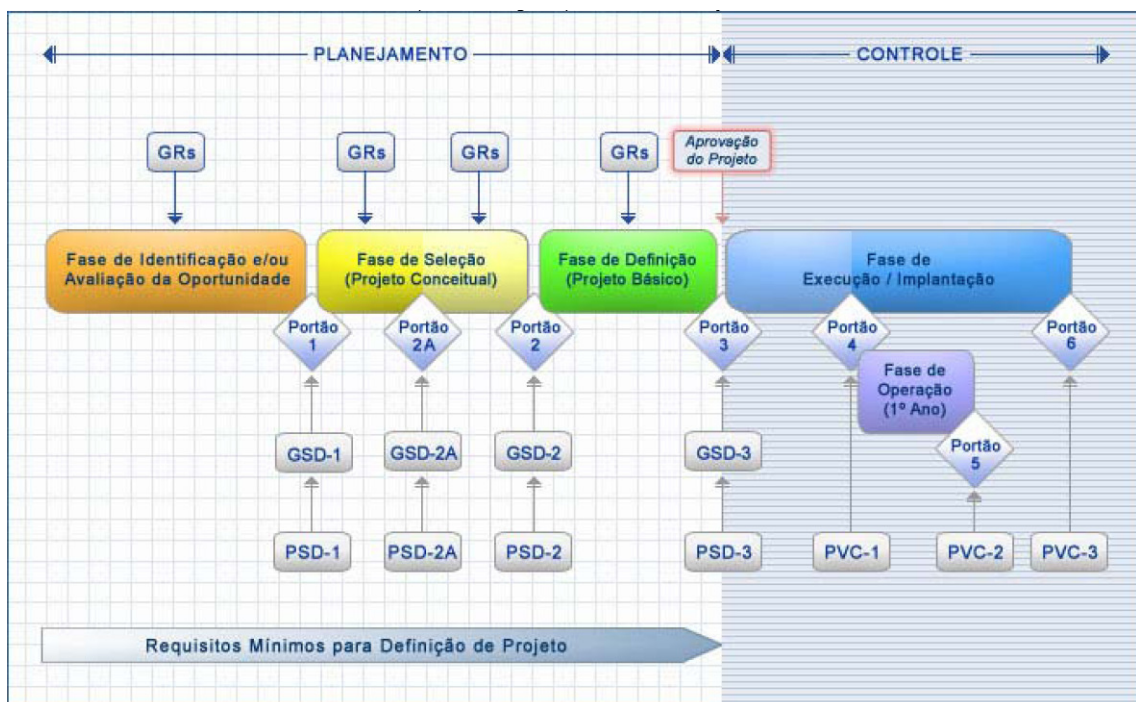 PLANEJAMENTO
CONTROLE
GRs
GRs
GRs
GRs
Aprovação
do Projeto
Fase de Identificação e/ou
Avaliação da Oportunidade
Fase de Seleção
(Projeto Conceitual)
Fase de Definição
(Projeto Básico)
Fase de
Execução / Implantação
Portão
1
Portão
2A
Portão
2
Portão
3
Portão
4
Portão
6
Fase de
Operação
(1º Ano)
Portão
5
GSD-1
GSD-2A
GSD-2
GSD-3
PSD-1
PSD-2A
PSD-2
PSD-3
PVC-1
PVC-2
PVC-3
Requisitos Mínimos para Definição de Projeto